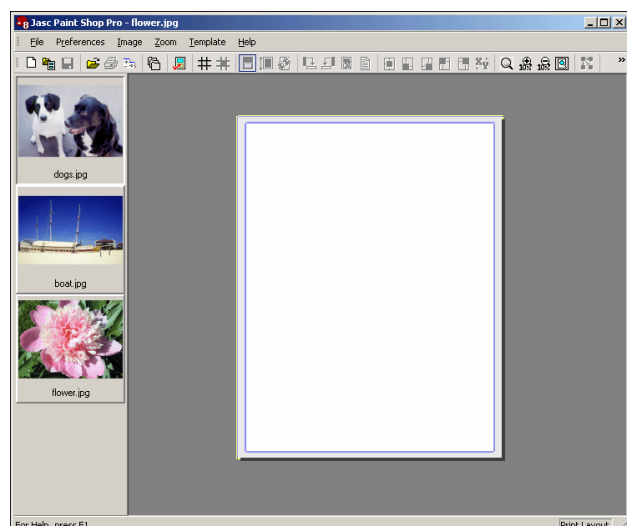 Jasc Paint Shop Pro - flower.jpg
File Preferences Image Zoom Template Help
dogs.jpg
boat.jpg
flower.jpg
For Help, press F1
Print Layout